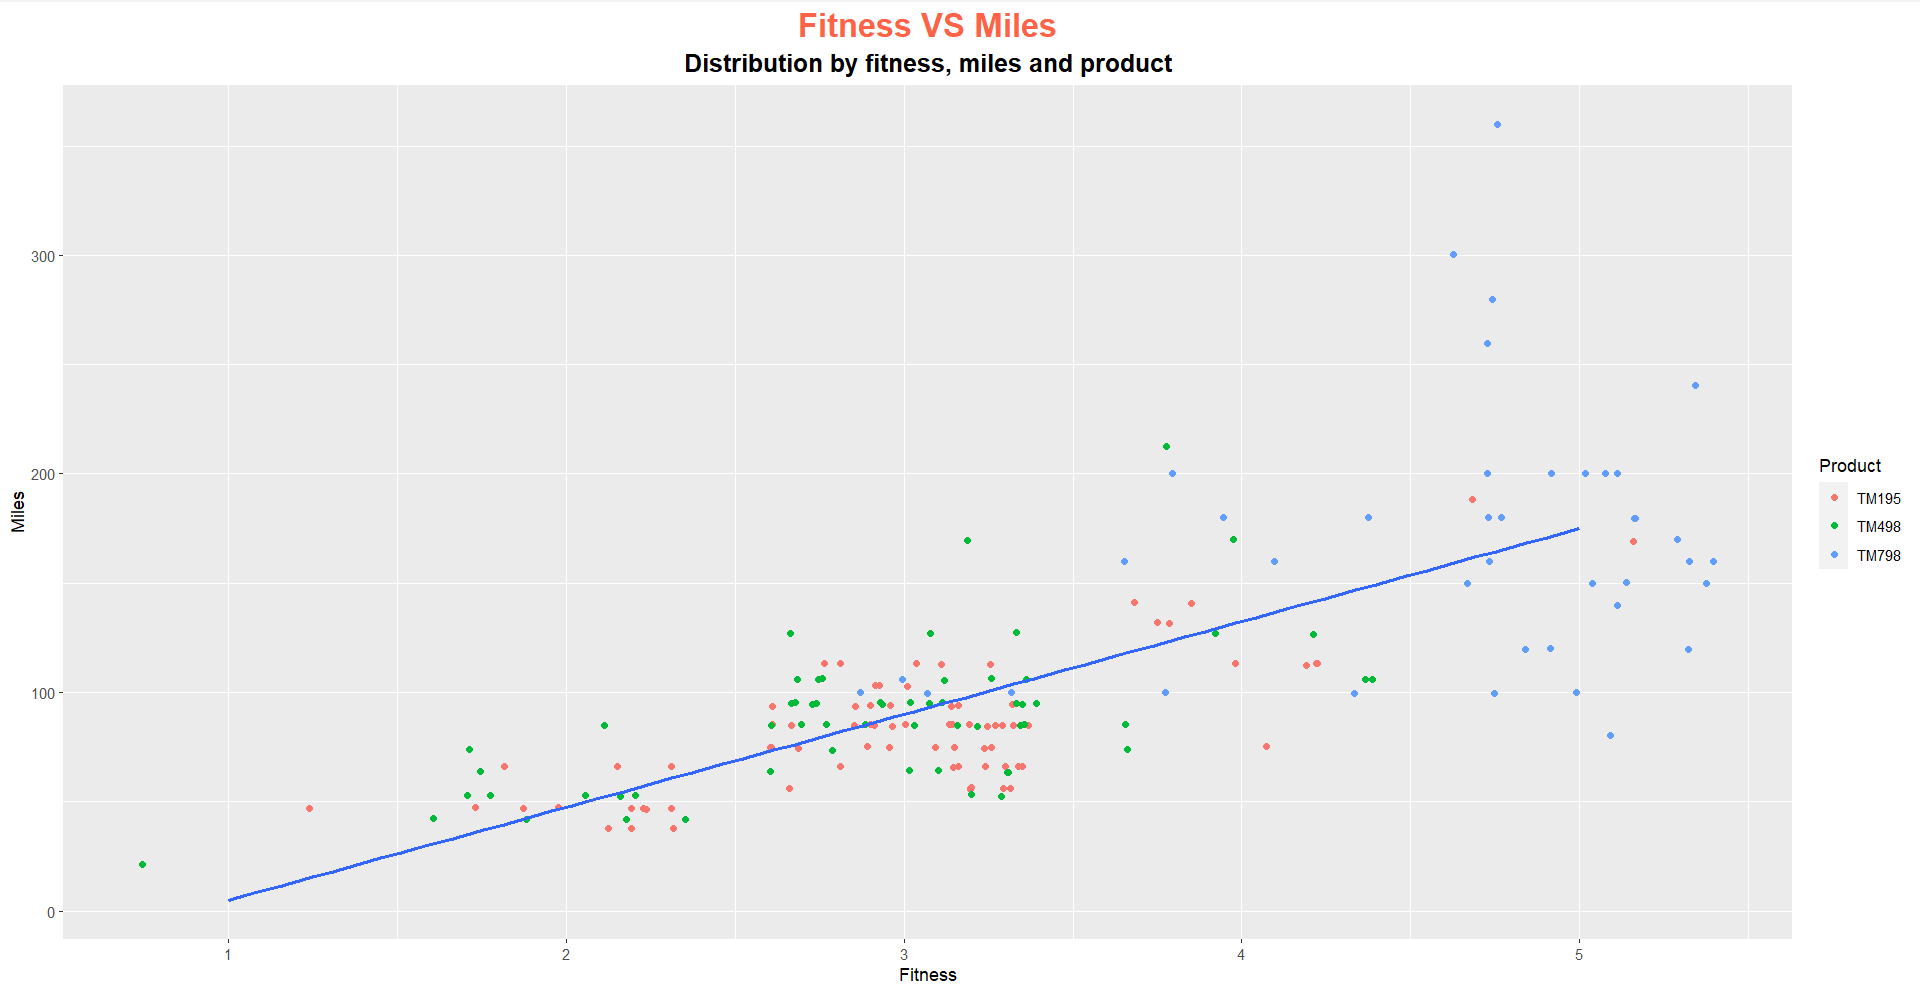 Fitness VS Miles
Distribution by fitness, miles and product
Miles
300
200
100
0
1 2 3 4 5
Fitness
Product
TM195
TM498
TM798